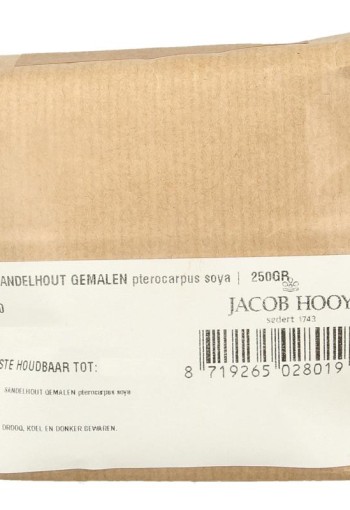 ANDELHOUT GEMALEN pterocarpus soya | 250GR
JACOB HOOY
sedert 1743
STE HOUDBAAR TOT:
8 719265 028019
SANDELHOUT GEMALEN pterocarpus soya
DROOG, KOEL EN DONKER BEWAREN.